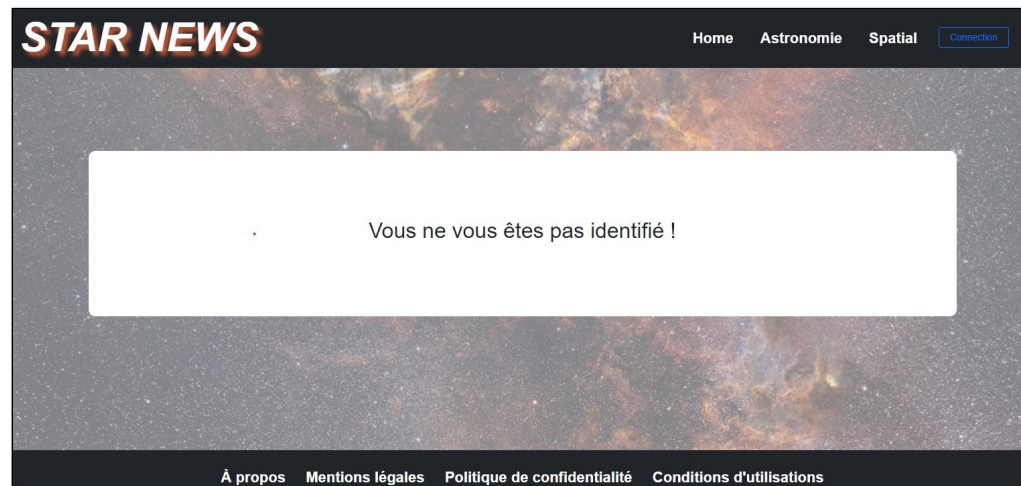 STAR NEWS
Home Astronomie Spatial Connection
Vous ne vous êtes pas identifié !
À propos Mentions légales Politique de confidentialité Conditions d'utilisations